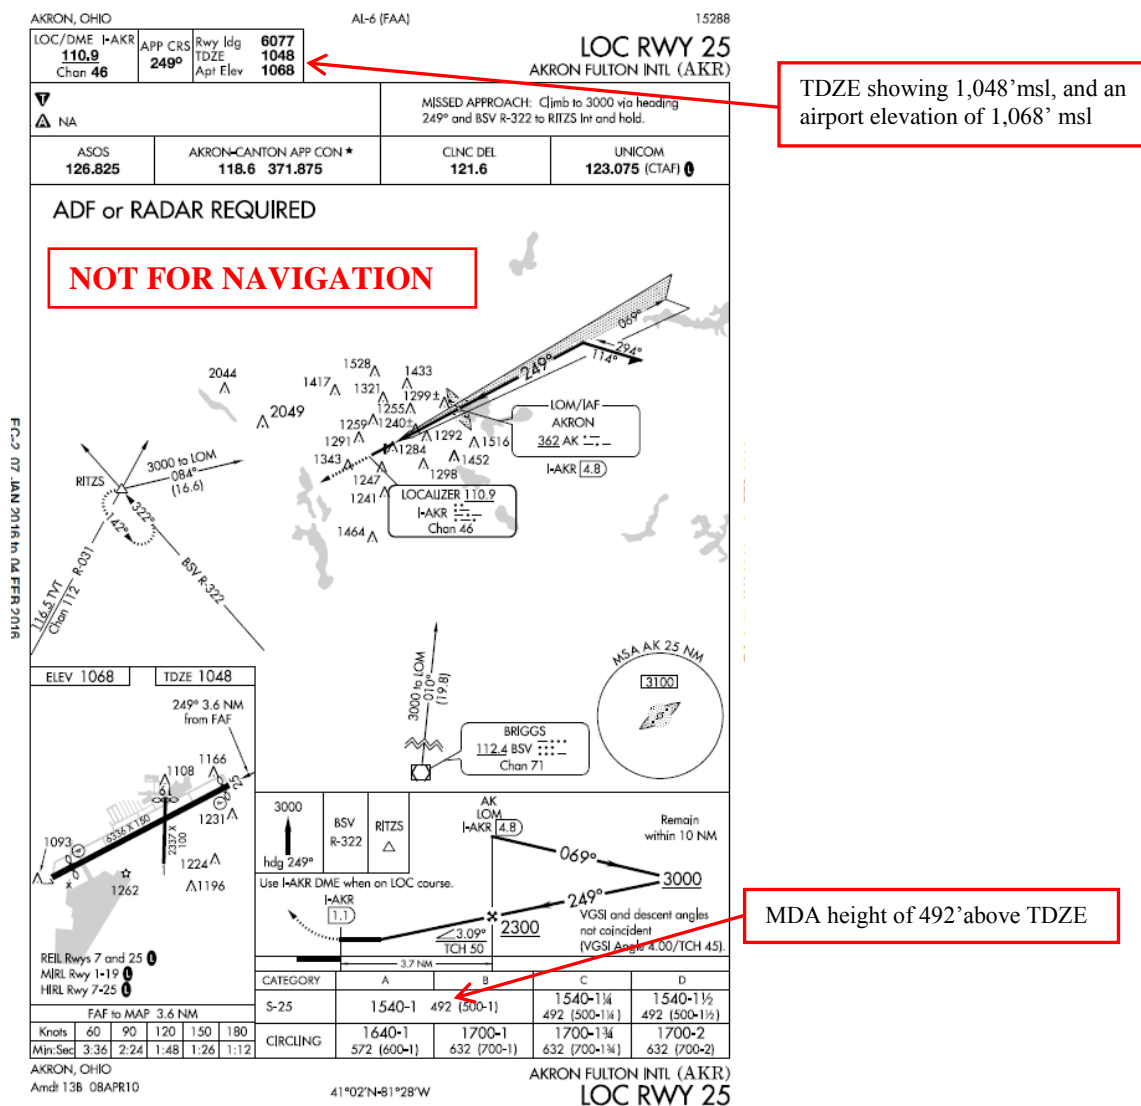 AKRON, OHIO
AL-6 (FAA)
15288
LOC/DME I-AKR
110.9
Chan 46
APP CRS
249°
Rwy ldg 6077
TDZE 1048
Apt Elev 1068
LOC RWY 25
AKRON FULTON INTL (AKR)
TDZE showing 1,048'msl, and an
airport elevation of 1,068' msl
T
A NA
MISSED APPROACH: Climb to 3000 via heading
249° and BSV R-322 to RITZS Int and hold.
ASOS
126.825
AKRON-CANTON APP CON ★
118.6 371.875
CLNC DEL
121.6
UNICOM
123.075 (CTAF) L
ADF or RADAR REQUIRED
NOT FOR NAVIGATION
069°
294°
114°
249°
2044
2049
1528
1433
1417
1321
1299±
1255
1259
1240±
1291
1292
1516
1343
1284
1452
1298
1247
1241
1464
LOM/IAF
AKRON
362 AK
I-AKR 4.8
LOCALIZER 110.9
I-AKR
Chan 46
RITZS
3000 to LOM
084°
(16.6)
322°
142°
R-031
116.5 TVT
Chan 112
BSV R-322
EC-2, 07 JAN 2016 to 04 FEB 2016
3000 to LOM
010°
(19.8)
BRIGGS
112.4 BSV
Chan 71
MSA AK 25 NM
3100
ELEV 1068
TDZE 1048
249° 3.6 NM
from FAF
1166
1108
19
25
1231
6336 X 150
2337 X
100
1093
1224
1262
1196
1
REIL Rwys 7 and 25 L
MIRL Rwy 1-19 L
HIRL Rwy 7-25 L
FAF to MAP 3.6 NM
Knots 60 90 120 150 180
Min:Sec 3:36 2:24 1:48 1:26 1:12
3000
hdg 249°
BSV
R-322
RITZS
AK
LOM
I-AKR 4.8
Remain
within 10 NM
069°
3000
249°
Use I-AKR DME when on LOC course.
I-AKR
1.1
2300
3.09°
TCH 50
3.7 NM
VGSI and descent angles
not coincident
(VGSI Angle 4.00/TCH 45).
MDA height of 492'above TDZE
CATEGORY A B C D
S-25 1540-1 492 (500-1) 1540-1¼ 1540-1½
492 (500-1¼) 492 (500-1½)
CIRCLING 1640-1 1700-1 1700-1¾ 1700-2
572 (600-1) 632 (700-1) 632 (700-1¾) 632 (700-2)
AKRON, OHIO
Amdt 13B 08APR10
41°02'N-81°28'W
AKRON FULTON INTL (AKR)
LOC RWY 25